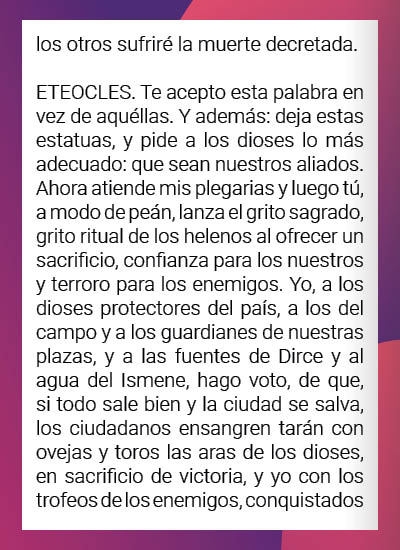 los otros sufriré la muerte decretada.
ETEOCLES. Te acepto esta palabra en
vez de aquéllas. Y además: deja estas
estatuas, y pide a los dioses lo más
adecuado: que sean nuestros aliados.
Ahora atiende mis plegarias y luego tú,
a modo de peán, lanza el grito sagrado,
grito ritual de los helenos al ofrecer un
sacrificio, confianza para los nuestros
y terroro para los enemigos. Yo, a los
dioses protectores del país, a los del
campo y a los guardianes de nuestras
plazas, y a las fuentes de Dirce y al
agua del Ismene, hago voto, de que,
si todo sale bien y la ciudad se salva,
los ciudadanos ensangren tarán con
ovejas y toros las aras de los dioses,
en sacrificio de victoria, y yo con los
trofeos de los enemigos, conquistados